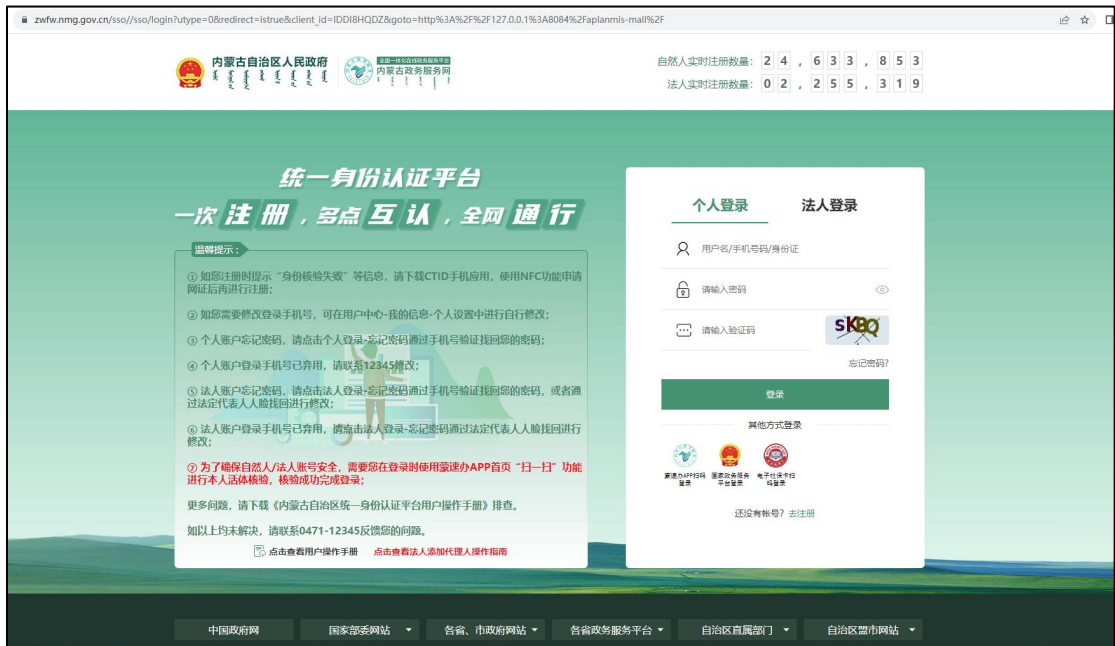 zwfw.nmg.gov.cn/sso//sso/login?utype=0&redirect=istrue&client_id=IDDI8HQDZ&goto=http%3A%2F%2F127.0.0.1%3A8084%2Faplanmis-mall%2F
内蒙古自治区人民政府
全国一体化在线政务服务平台
内蒙古政务服务网
自然人实时注册数量: 24,633,853
法人实时注册数量: 02,255,319
统一身份认证平台
一次 注册，多点 互认，全网 通行
温馨提示：
① 如您注册时提示“身份核验失败”等信息，请下载CTID手机应用，使用NFC功能申请
网证后再进行注册；
② 如您需要修改登录手机号，可在用户中心-我的信息-个人设置中进行自行修改；
③ 个人账户忘记密码，请点击个人登录-忘记密码通过手机号验证找回您的密码；
④ 个人账户登录手机号已弃用，请联系12345修改；
⑤ 法人账户忘记密码，请点击法人登录-忘记密码通过手机号验证找回您的密码，或者通
过法定代表人人脸找回进行修改；
⑥ 法人账户登录手机号已弃用，请点击法人登录-忘记密码通过法定代表人人脸找回进行
修改；
⑦ 为了确保自然人/法人账号安全，需要您在登录时使用蒙速办APP首页“扫一扫”功能
进行本人活体核验，核验成功完成登录；
更多问题，请下载《内蒙古自治区统一身份认证平台用户操作手册》排查。
如以上均未解决，请联系0471-12345反馈您的问题。
点击查看用户操作手册 点击查看法人添加代理人操作指南
个人登录 法人登录
用户名/手机号码/身份证
请输入密码
请输入验证码 SKBQ
忘记密码?
登录
其他方式登录
蒙速办APP扫码
登录
国家政务服务
平台登录
电子社保卡扫
码登录
还没有帐号? 去注册
中国政府网 国家部委网站 各省、市政府网站 各省政务服务平台 自治区直属部门 自治区盟市网站